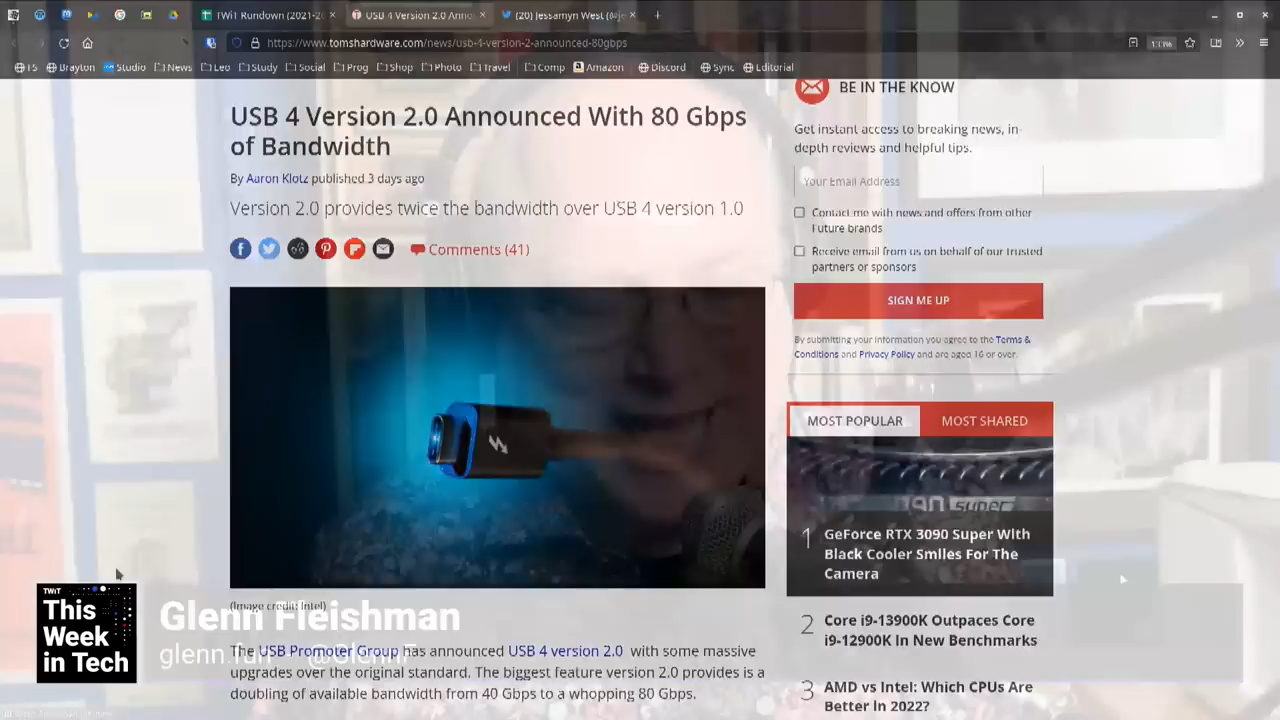 TWiT Rundown (2021-2
USB 4 Version 2.0 Anno
(20) Jessamyn West (@je
https://www.tomshardware.com/news/usb-4-version-2-announced-80gbps
133%
FS Brayton Studio News Leo Study Social Prog Shop Photo Travel Comp Amazon Discord Sync Editorial
USB 4 Version 2.0 Announced With 80 Gbps
of Bandwidth
By Aaron Klotz published 3 days ago
Version 2.0 provides twice the bandwidth over USB 4 version 1.0
Comments (41)
(Image credit: Intel)
The USB Promoter Group has announced USB 4 version 2.0 with some massive
upgrades over the original standard. The biggest feature version 2.0 provides is a
doubling of available bandwidth from 40 Gbps to a whopping 80 Gbps.
BE IN THE KNOW
Get instant access to breaking news, in-
depth reviews and helpful tips.
Your Email Address
Contact me with news and offers from other
Future brands
Receive email from us on behalf of our trusted
partners or sponsors
SIGN ME UP
By submitting your information you agree to the Terms &
Conditions and Privacy Policy and are aged 16 or over.
MOST POPULAR
MOST SHARED
super
1 GeForce RTX 3090 Super With
Black Cooler Smiles For The
Camera
2 Core i9-13900K Outpaces Core
i9-12900K In New Benchmarks
3 AMD vs Intel: Which CPUs Are
Better In 2022?
TWiT
This
Week
in Tech
Glenn Fleishman
glenn.fun
@GlennF